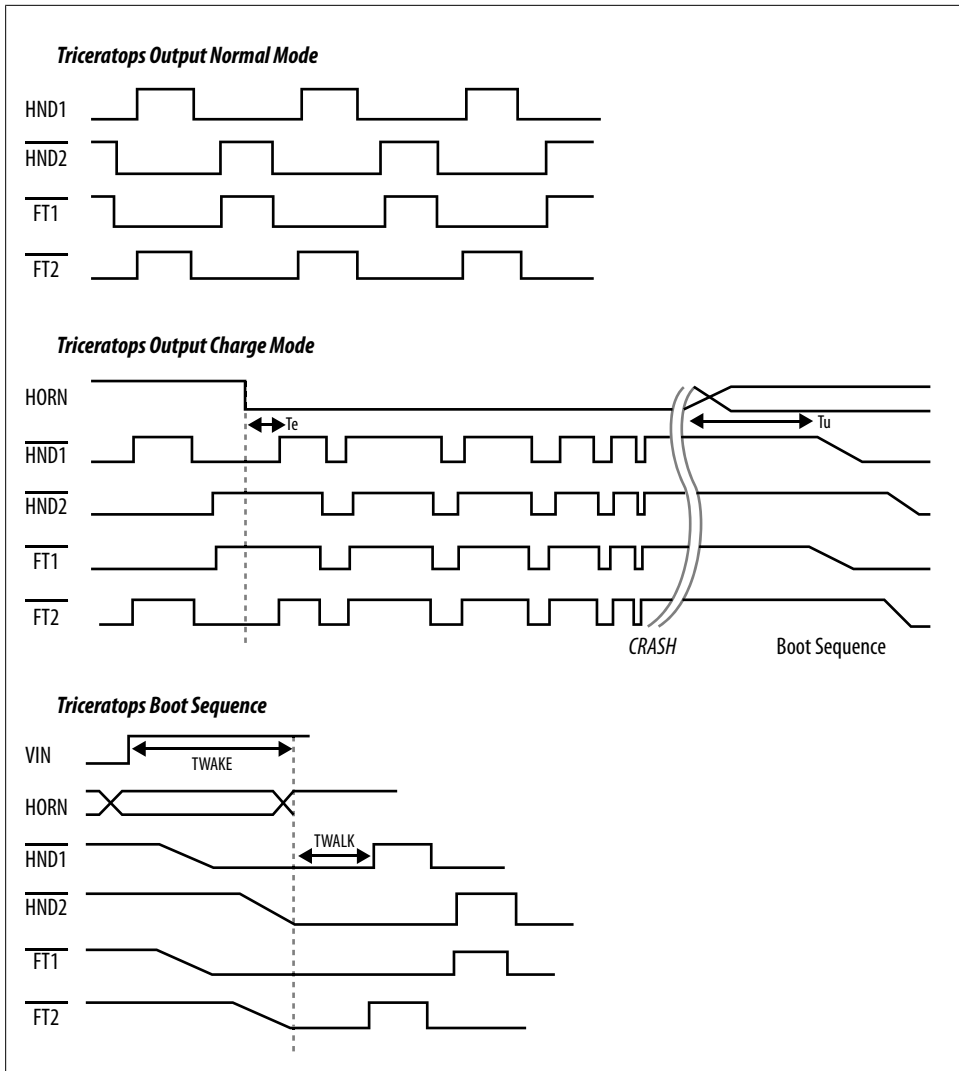 Triceratops Output Normal Mode
HND1
HND2
FT1
FT2
Triceratops Output Charge Mode
HORN
Te
Tu
HND1
HND2
FT1
FT2
CRASH
Boot Sequence
Triceratops Boot Sequence
VIN
TWAKE
HORN
TWALK
HND1
HND2
FT1
FT2